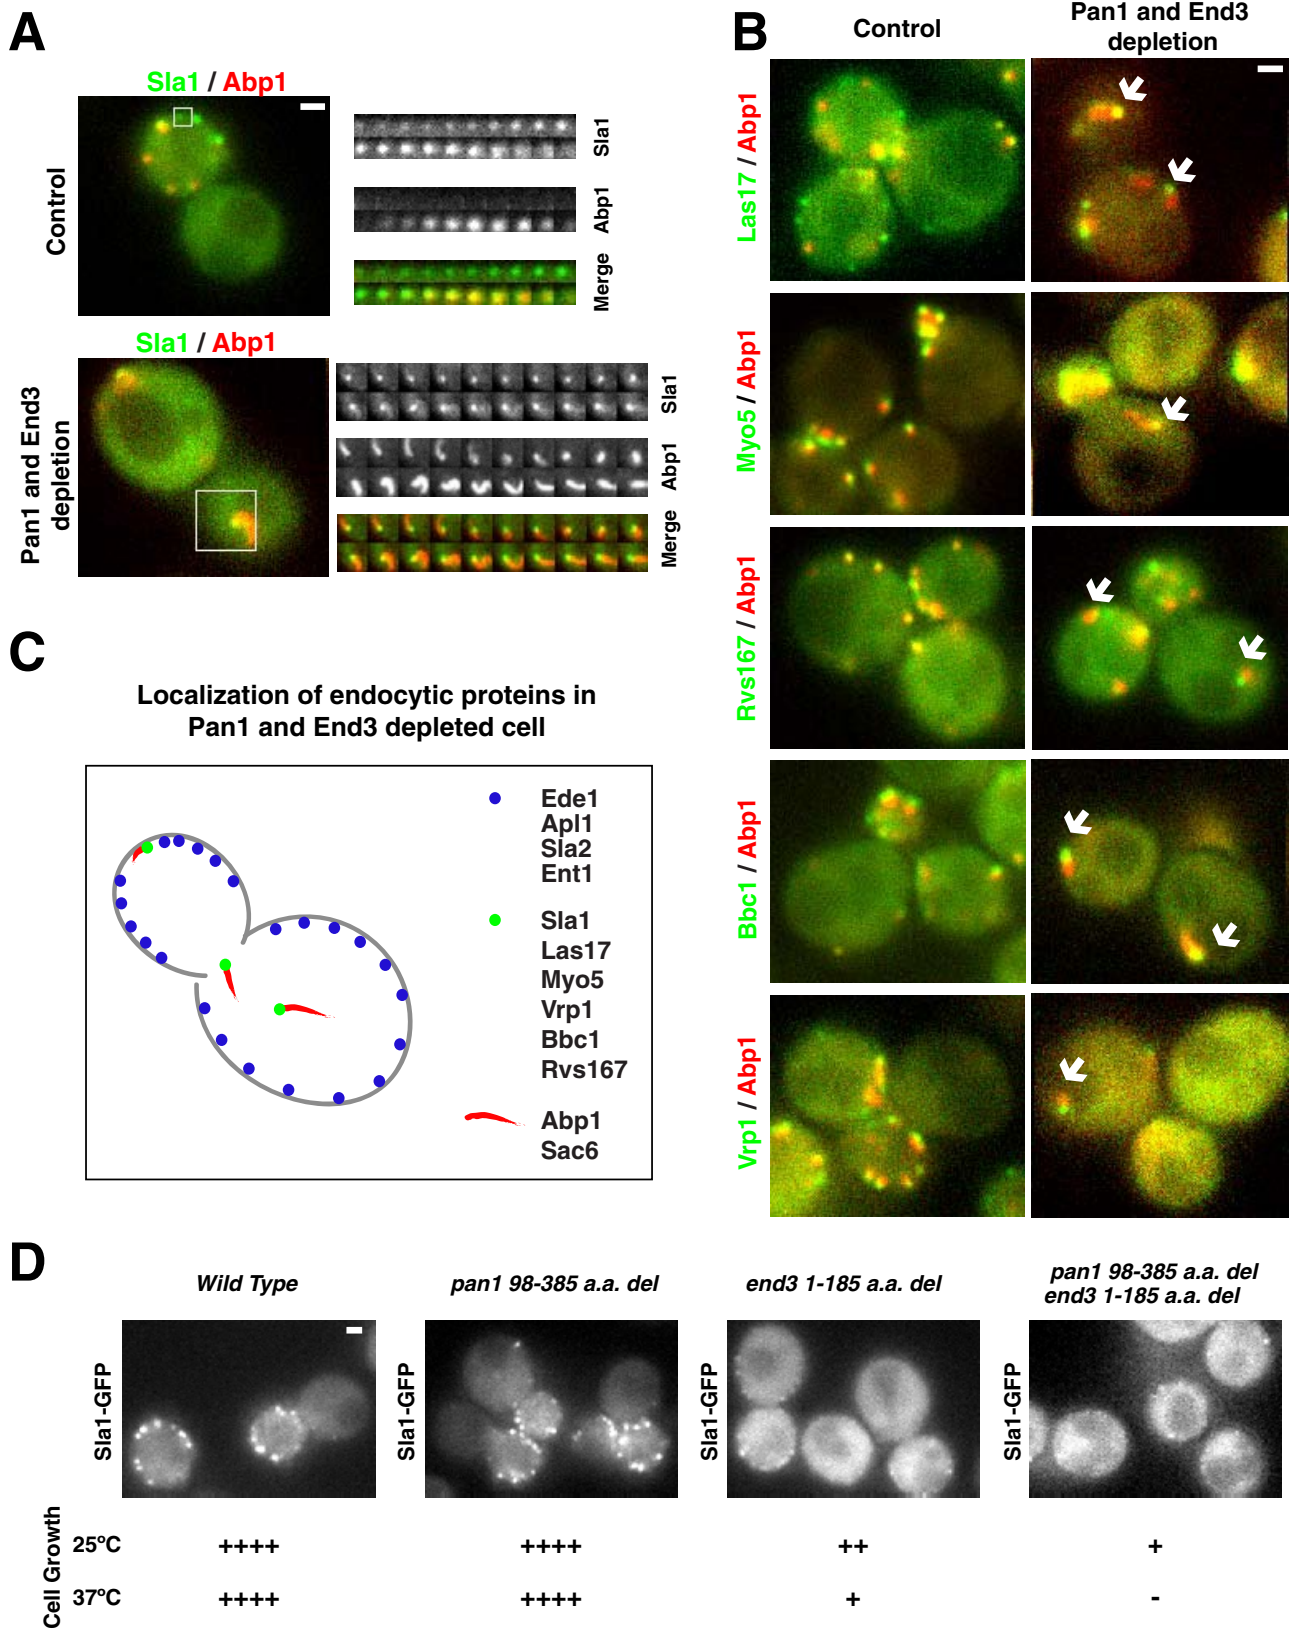 A
Sla1 / Abp1
Control
Sla1
Abp1
Merge
Sla1 / Abp1
Pan1 and End3
depletion
Sla1
Abp1
Merge
B
Control
Pan1 and End3
depletion
Las17 / Abp1
Myo5 / Abp1
Rvs167 / Abp1
Bbc1 / Abp1
Vrp1 / Abp1
C
Localization of endocytic proteins in
Pan1 and End3 depleted cell
Ede1
Apl1
Sla2
Ent1
Sla1
Las17
Myo5
Vrp1
Bbc1
Rvs167
Abp1
Sac6
D
Wild Type
pan1 98-385 a.a. del
end3 1-185 a.a. del
pan1 98-385 a.a. del
end3 1-185 a.a. del
Sla1-GFP
Sla1-GFP
Sla1-GFP
Sla1-GFP
Cell Growth
25ºC ++++ ++++ ++ +
37ºC ++++ ++++ + -